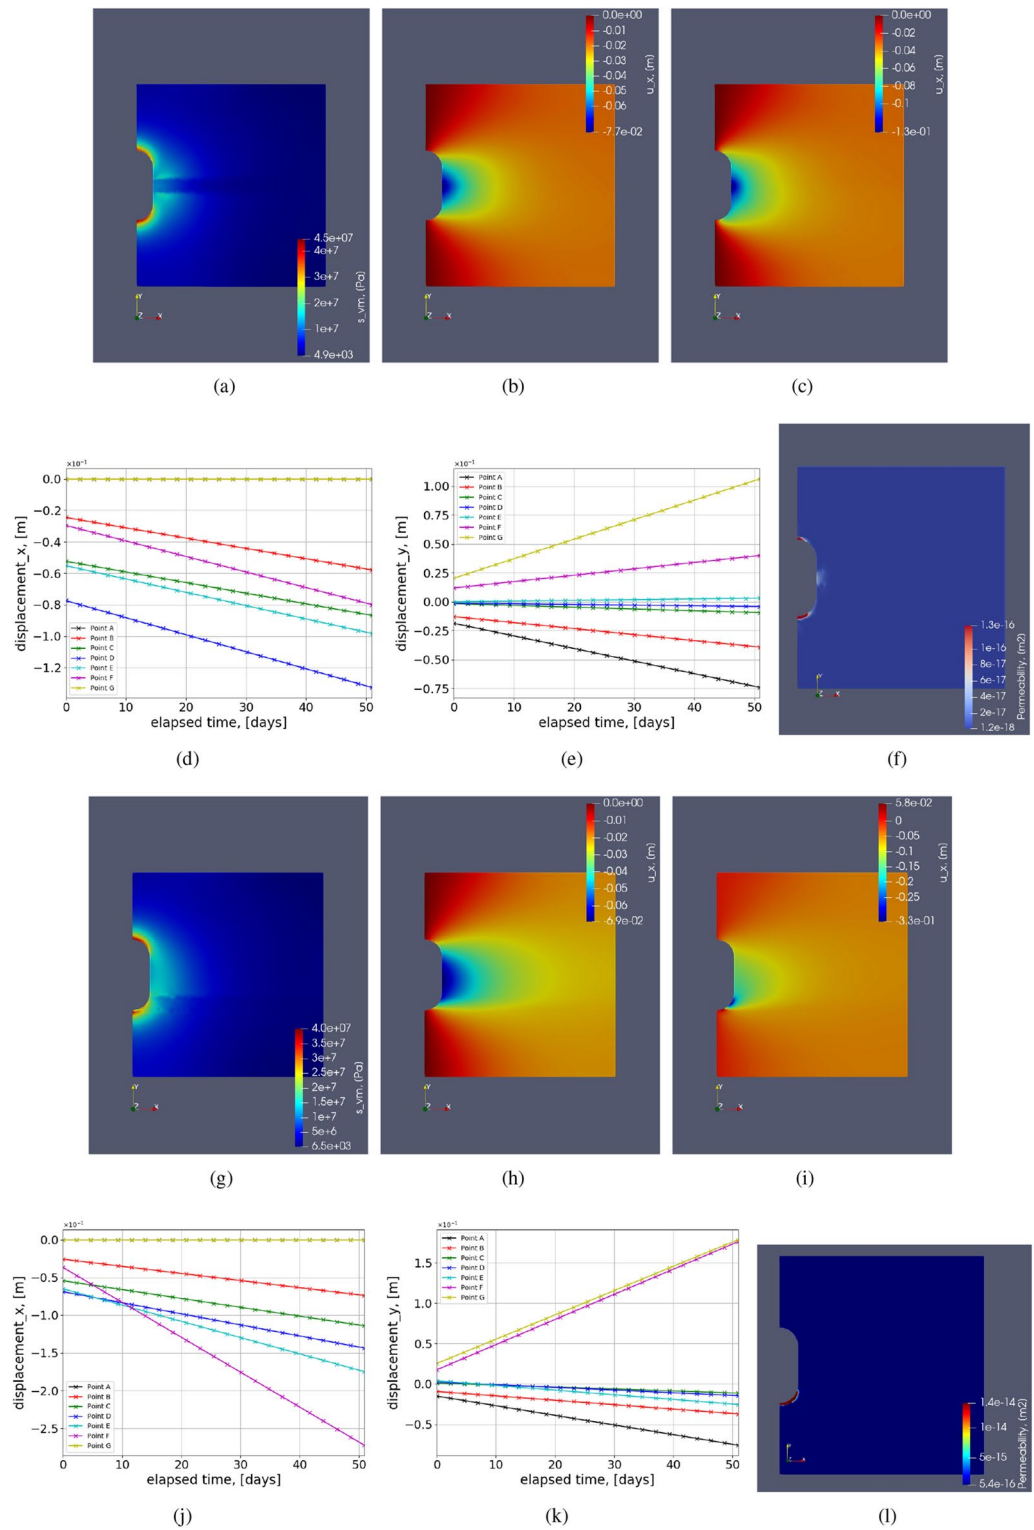 4.5e+07
4e+7
3e+7
2e+7
1e+7
4.9e+03
s_vm, (Pa)
Y
Z X
0.0e+00
-0.01
-0.02
-0.03
-0.04
-0.05
-0.06
-7.7e-02
u_x, (m)
Y
Z X
0.0e+00
-0.02
-0.04
-0.06
-0.08
-0.1
-1.3e-01
u_x, (m)
Y
Z X
(a)
(b)
(c)
×10⁻¹
0.0
−0.2
−0.4
−0.6
−0.8
−1.0
−1.2
displacement_x, [m]
Point A
Point B
Point C
Point D
Point E
Point F
Point G
0 10 20 30 40 50
elapsed time, [days]
×10⁻¹
1.00
0.75
0.50
0.25
0.00
−0.25
−0.50
−0.75
displacement_y, [m]
Point A
Point B
Point C
Point D
Point E
Point F
Point G
0 10 20 30 40 50
elapsed time, [days]
1.3e-16
1e-16
8e-17
6e-17
4e-17
2e-17
1.2e-18
Permeability, (m2)
Y
Z X
(d)
(e)
(f)
4.0e+07
3.5e+7
3e+7
2.5e+7
2e+7
1.5e+7
1e+7
5e+6
6.5e+03
s_vm, (Pa)
Y
Z X
0.0e+00
-0.01
-0.02
-0.03
-0.04
-0.05
-0.06
-6.9e-02
u_x, (m)
Y
Z X
5.8e-02
0
-0.05
-0.1
-0.15
-0.2
-0.25
-3.3e-01
u_x, (m)
Y
Z X
(g)
(h)
(i)
×10⁻¹
0.0
−0.5
−1.0
−1.5
−2.0
−2.5
displacement_x, [m]
Point A
Point B
Point C
Point D
Point E
Point F
Point G
0 10 20 30 40 50
elapsed time, [days]
×10⁻¹
1.5
1.0
0.5
0.0
−0.5
displacement_y, [m]
Point A
Point B
Point C
Point D
Point E
Point F
Point G
0 10 20 30 40 50
elapsed time, [days]
1.4e-14
1e-14
5e-15
5.4e-16
Permeability, (m2)
(j)
(k)
(l)